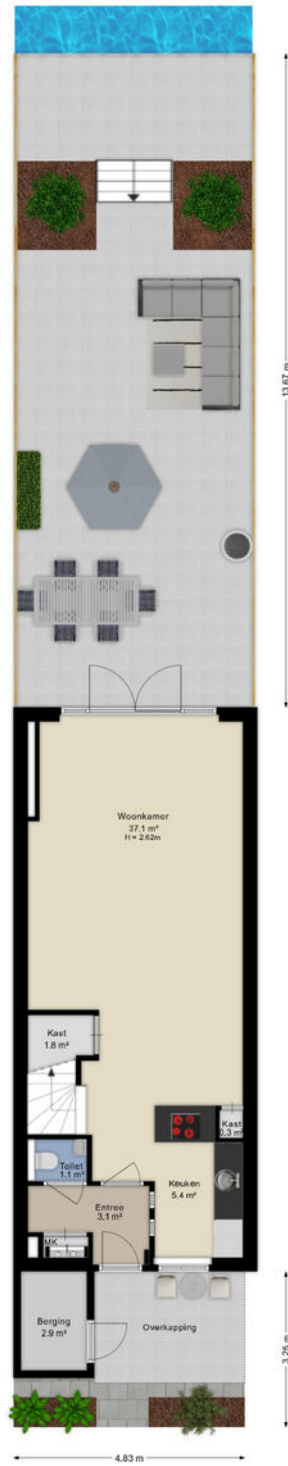 13.67 m
Woonkamer
37.1 m²
H = 2.62m
Kast
1.8 m²
Kast
0.3 m²
Toilet
1.1 m²
Keuken
5.4 m²
Entree
3.1 m²
MK
Berging
2.9 m²
Overkapping
3.25 m
4.83 m